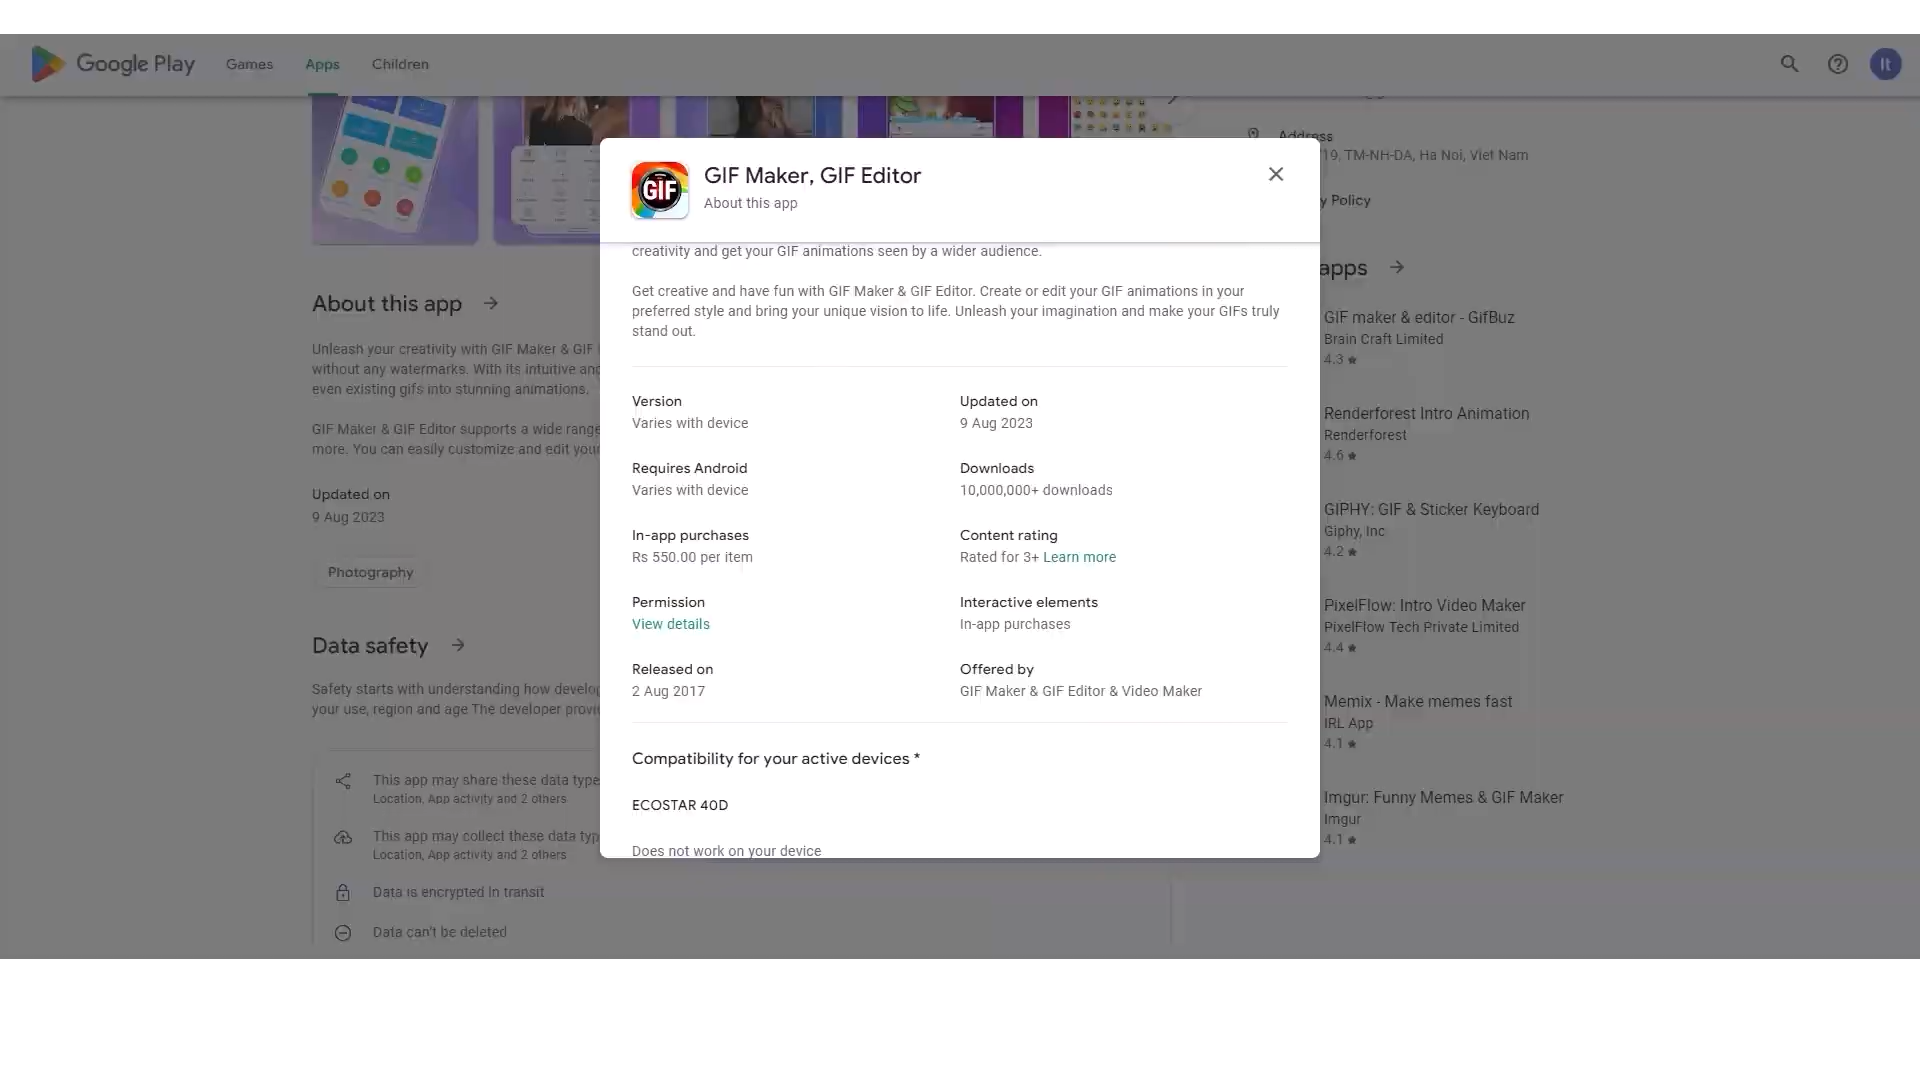 Google Play
Games
Apps
Children
It
Address
19, TM-NH-DA, Ha Noi, Viet Nam
y Policy
apps
GIF maker & editor - GifBuz
Brain Craft Limited
4.3
Renderforest Intro Animation
Renderforest
4.6
GIPHY: GIF & Sticker Keyboard
Giphy, Inc
4.2
PixelFlow: Intro Video Maker
PixelFlow Tech Private Limited
4.4
Memix - Make memes fast
IRL App
4.1
Imgur: Funny Memes & GIF Maker
Imgur
4.1
About this app
Unleash your creativity with GIF Maker & GIF
without any watermarks. With its intuitive and
even existing gifs into stunning animations.
GIF Maker & GIF Editor supports a wide range
more. You can easily customize and edit your
Updated on
9 Aug 2023
Photography
Data safety
Safety starts with understanding how develo
your use, region and age The developer provi
This app may share these data type
Location, App activity and 2 others
This app may collect these data typ
Location, App activity and 2 others
Data is encrypted in transit
Data can't be deleted
GIF
GIF Maker, GIF Editor
About this app
creativity and get your GIF animations seen by a wider audience.
Get creative and have fun with GIF Maker & GIF Editor. Create or edit your GIF animations in your
preferred style and bring your unique vision to life. Unleash your imagination and make your GIFs truly
stand out.
Version
Varies with device
Updated on
9 Aug 2023
Requires Android
Varies with device
Downloads
10,000,000+ downloads
In-app purchases
Rs 550.00 per item
Content rating
Rated for 3+ Learn more
Permission
View details
Interactive elements
In-app purchases
Released on
2 Aug 2017
Offered by
GIF Maker & GIF Editor & Video Maker
Compatibility for your active devices *
ECOSTAR 40D
Does not work on your device